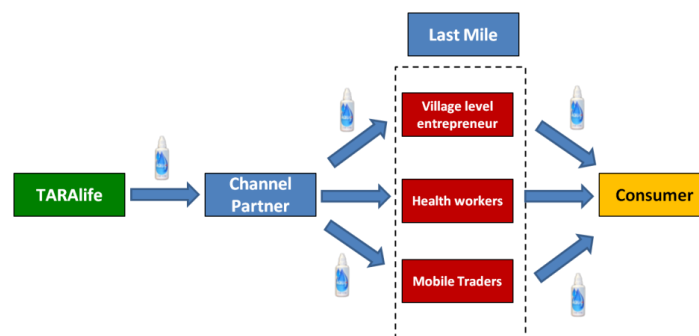 Last Mile
Village level
entrepreneur
TARAlife
Channel
Partner
Health workers
Consumer
Mobile Traders